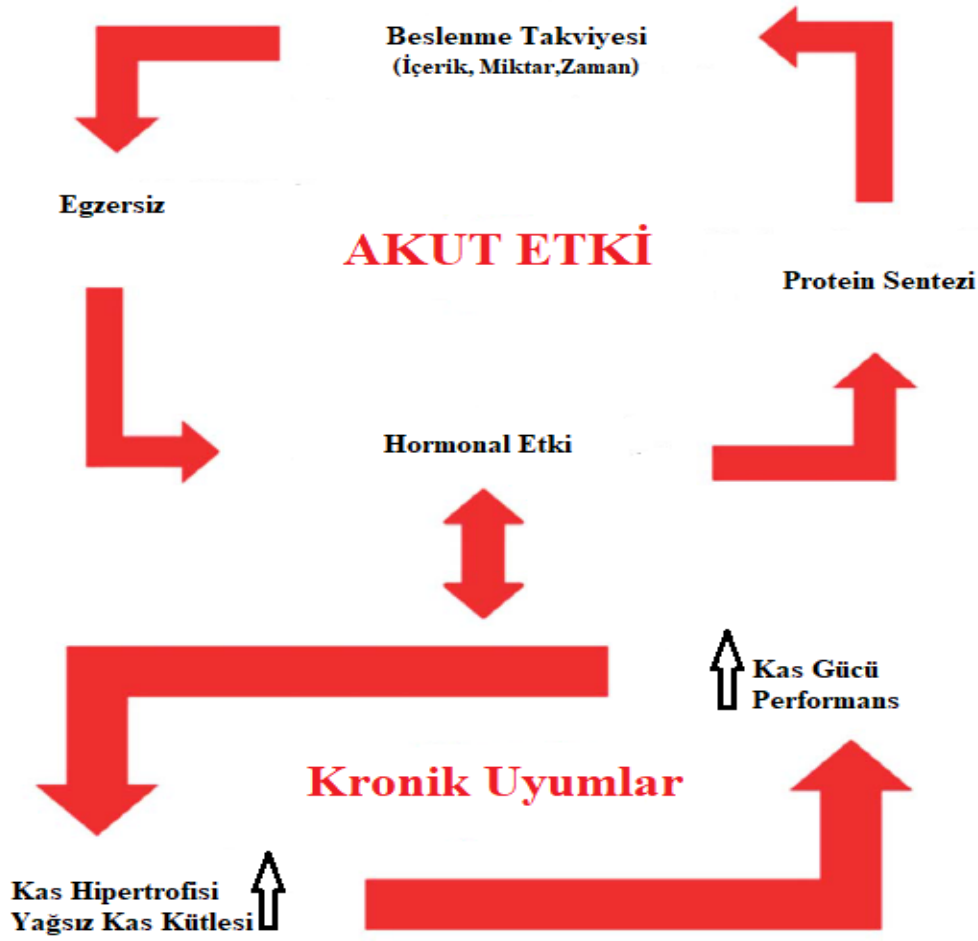 Beslenme Takviyesi
(İçerik, Miktar,Zaman)
Egzersiz
AKUT ETKİ
Protein Sentezi
Hormonal Etki
Kas Gücü
Performans
Kronik Uyumlar
Kas Hipertrofisi
Yağsız Kas Kütlesi